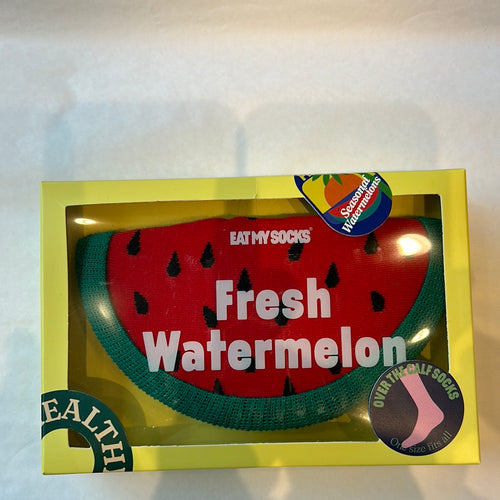 Seasonal
Watermelons
EAT MY SOCKS
Fresh
Watermelon
EALTH
OVER THE CALF SOCKS
One size fits all